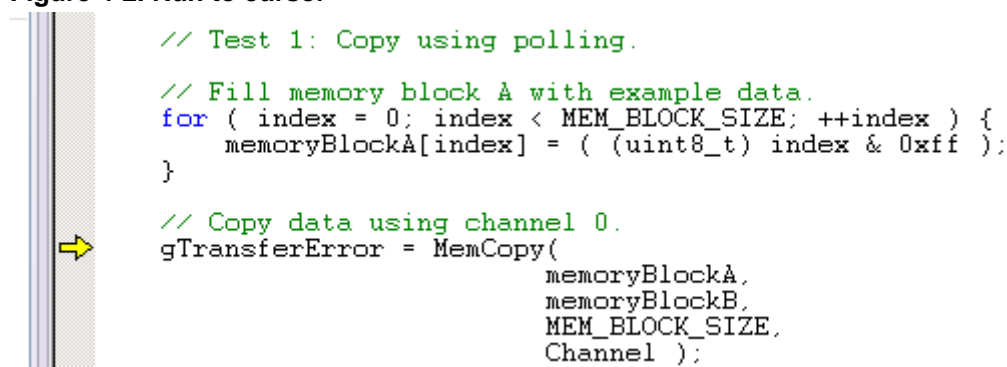 // Test 1: Copy using polling.
// Fill memory block A with example data.
for ( index = 0; index < MEM_BLOCK_SIZE; ++index ) {
memoryBlockA[index] = ( (uint8_t) index & 0xff );
}
// Copy data using channel 0.
gTransferError = MemCopy(
memoryBlockA,
memoryBlockB,
MEM_BLOCK_SIZE,
Channel );